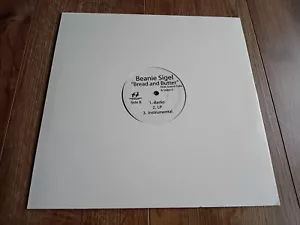 Beanie Sigel
"Bread and Butter"
Side B
1. Radio
2. LP
3. Instrumental